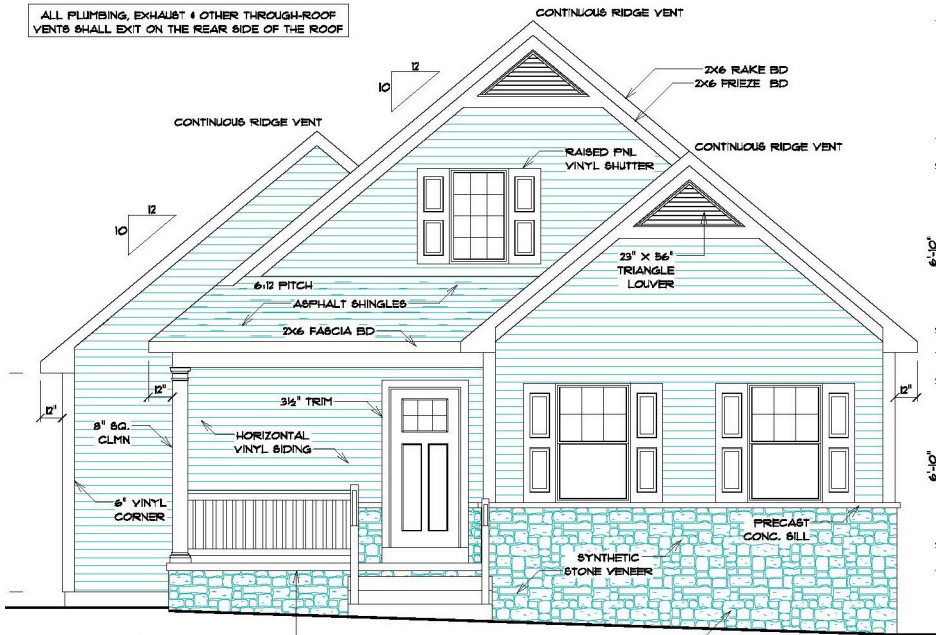 ALL PLUMBING, EXHAUST & OTHER THROUGH-ROOF
VENTS SHALL EXIT ON THE REAR SIDE OF THE ROOF
CONTINUOUS RIDGE VENT
12
10
2X6 RAKE BD
2X6 FRIEZE BD
CONTINUOUS RIDGE VENT
CONTINUOUS RIDGE VENT
RAISED PNL
VINYL SHUTTER
12
10
23" X 56"
TRIANGLE
LOUVER
6'-10"
6:12 PITCH
ASPHALT SHINGLES
2X6 FASCIA BD
12"
12"
12"
3½" TRIM
8" SQ.
CLMN
HORIZONTAL
VINYL SIDING
6'-10"
6" VINYL
CORNER
PRECAST
CONC. SILL
SYNTHETIC
STONE VENEER